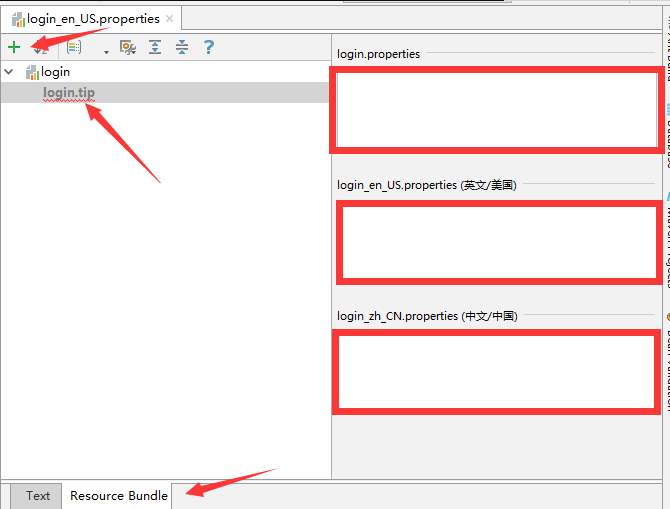 login_en_US.properties
login
login.tip
login.properties
login_en_US.properties (英文/美国)
login_zh_CN.properties (中文/中国)
Text
Resource Bundle